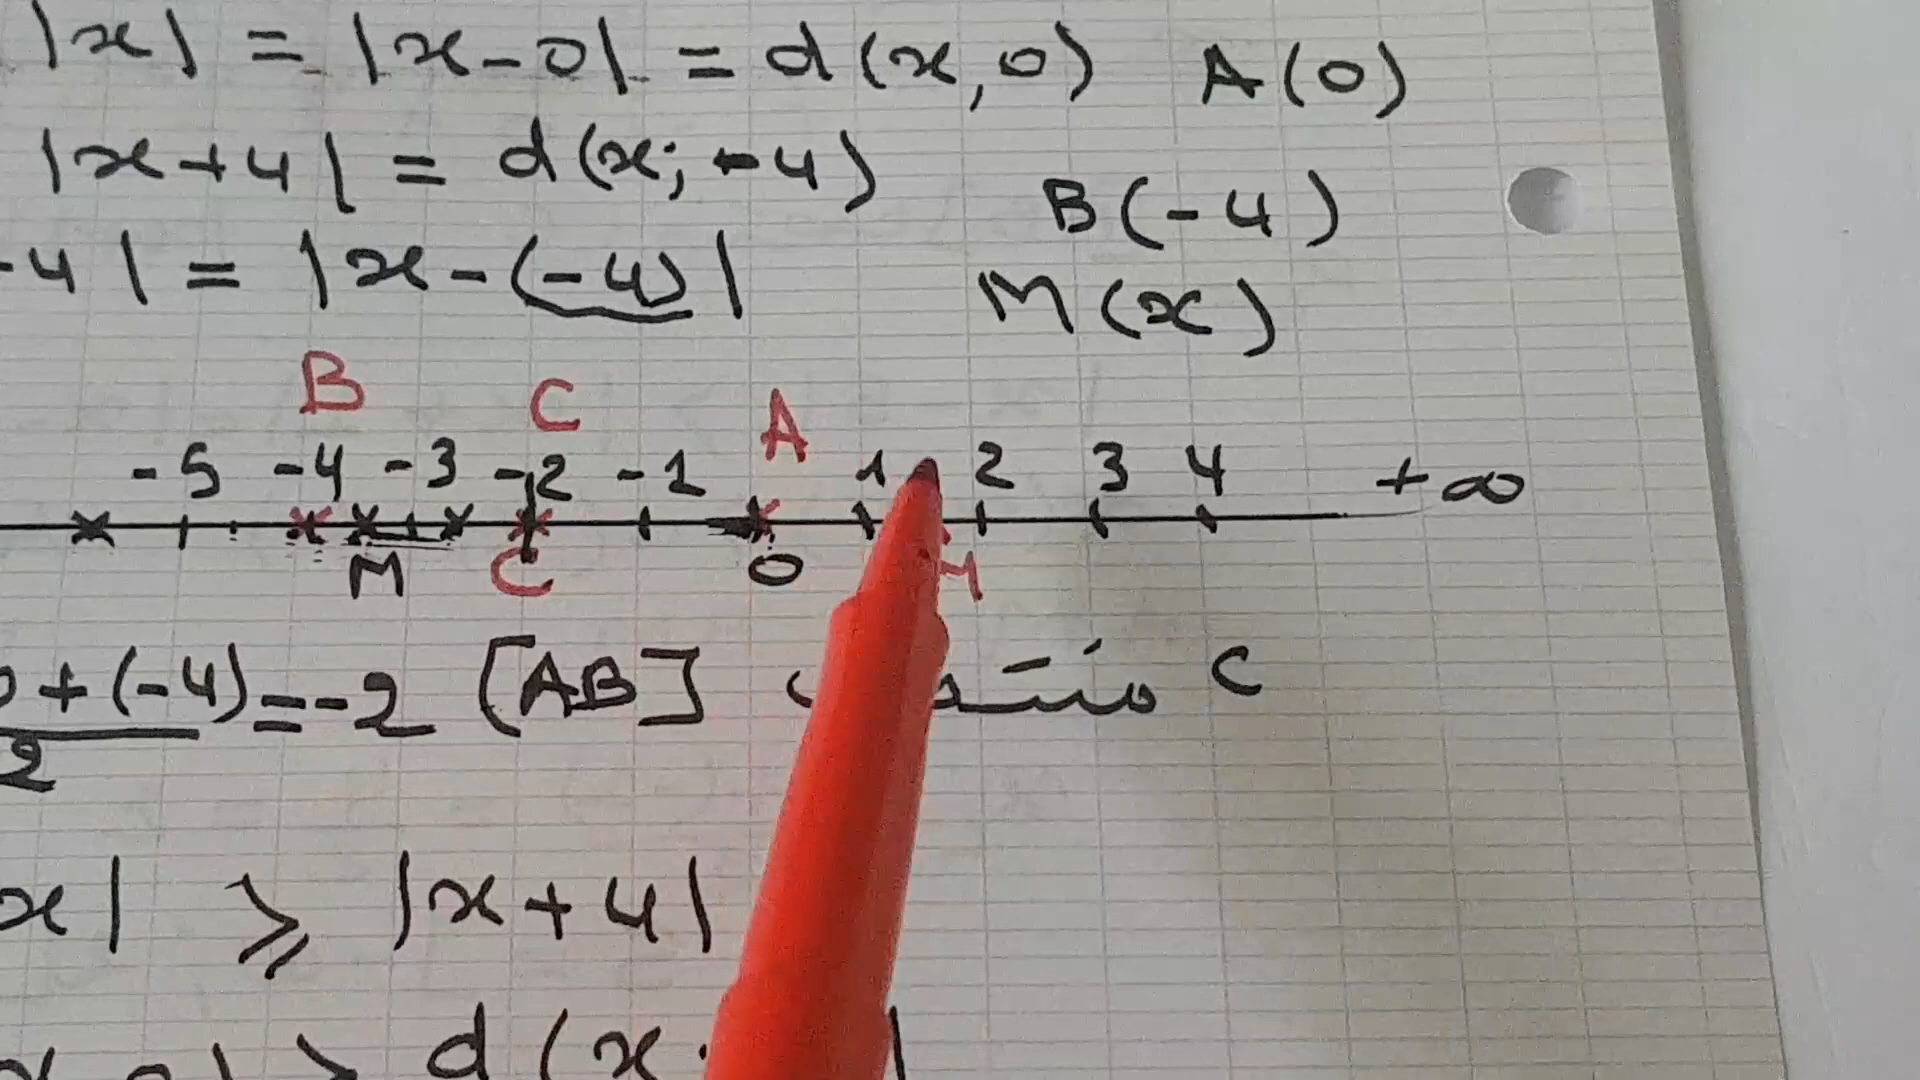 |x| = |x-0| = d(x,0) A(0)
|x+4| = d(x;-4)
B(-4)
-4| = |x-(-4)|
M(x)
B C A
-5 -4 -3 -2 -1 1 2 3 4 +∞
M C 0
+(-4) = -2 [AB] C
2
x| ⩾ |x+4|
d(x;